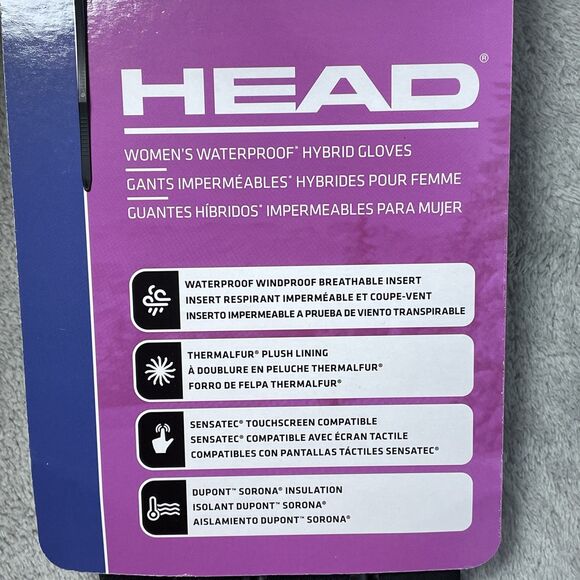 HEAD®
WOMEN'S WATERPROOF* HYBRID GLOVES
GANTS IMPERMÉABLES* HYBRIDES POUR FEMME
GUANTES HÍBRIDOS* IMPERMEABLES PARA MUJER
WATERPROOF WINDPROOF BREATHABLE INSERT
INSERT RESPIRANT IMPERMÉABLE ET COUPE-VENT
INSERTO IMPERMEABLE A PRUEBA DE VIENTO TRANSPIRABLE
THERMALFUR® PLUSH LINING
À DOUBLURE EN PELUCHE THERMALFUR®
FORRO DE FELPA THERMALFUR®
SENSATEC® TOUCHSCREEN COMPATIBLE
SENSATEC® COMPATIBLE AVEC ÉCRAN TACTILE
COMPATIBLES CON PANTALLAS TÁCTILES SENSATEC®
DUPONT™ SORONA® INSULATION
ISOLANT DUPONT™ SORONA®
AISLAMIENTO DUPONT™ SORONA®